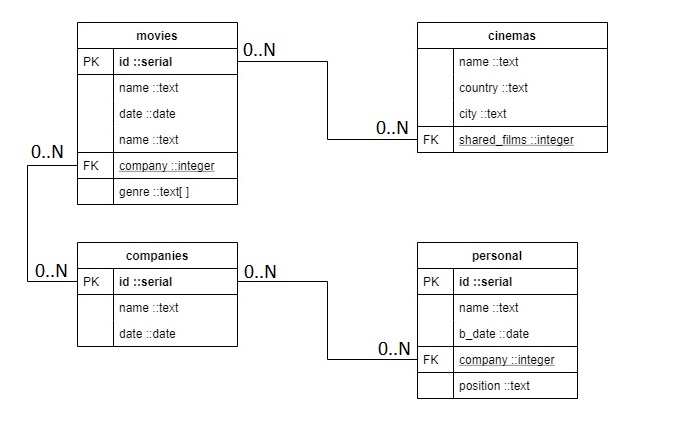 movies
0..N
PK id ::serial
name ::text
date ::date
name ::text
0..N
FK company ::integer
genre ::text[ ]
cinemas
name ::text
country ::text
city ::text
0..N
FK shared_films ::integer
companies
0..N
PK id ::serial
0..N
name ::text
date ::date
personal
PK id ::serial
name ::text
b_date ::date
0..N
FK company ::integer
position ::text